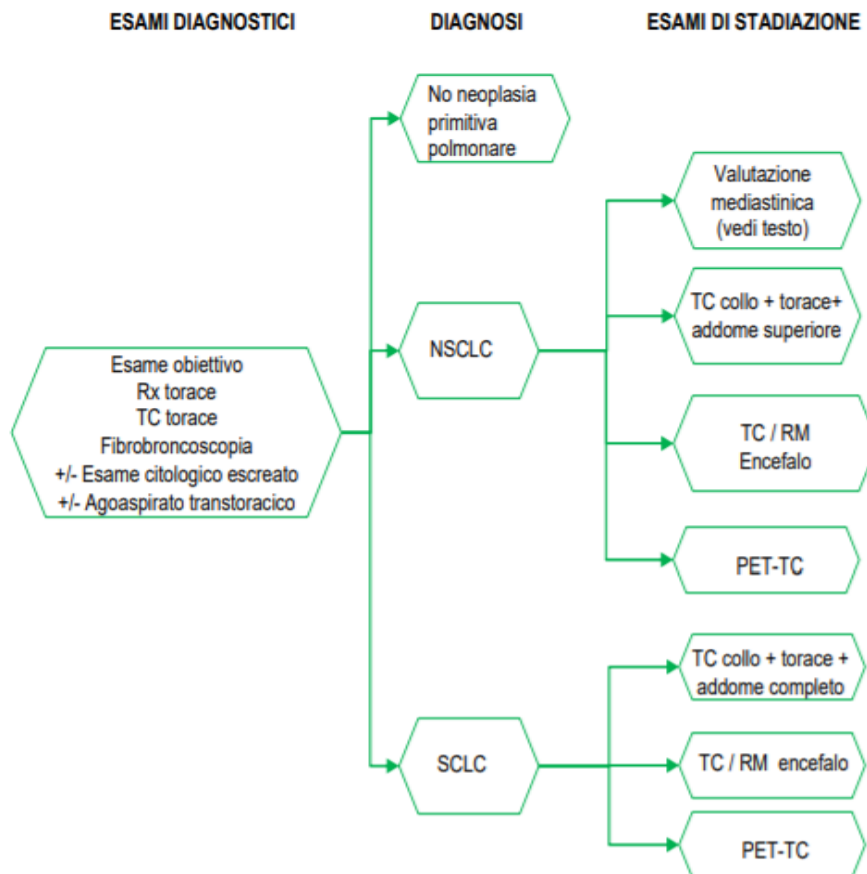 ESAMI DIAGNOSTICI
DIAGNOSI
ESAMI DI STADIAZIONE
Esame obiettivo
Rx torace
TC torace
Fibrobroncoscopia
+/- Esame citologico escreato
+/- Agoaspirato transtoracico
No neoplasia
primitiva
polmonare
NSCLC
Valutazione
mediastinica
(vedi testo)
TC collo + torace+
addome superiore
TC / RM
Encefalo
PET-TC
SCLC
TC collo + torace +
addome completo
TC / RM encefalo
PET-TC